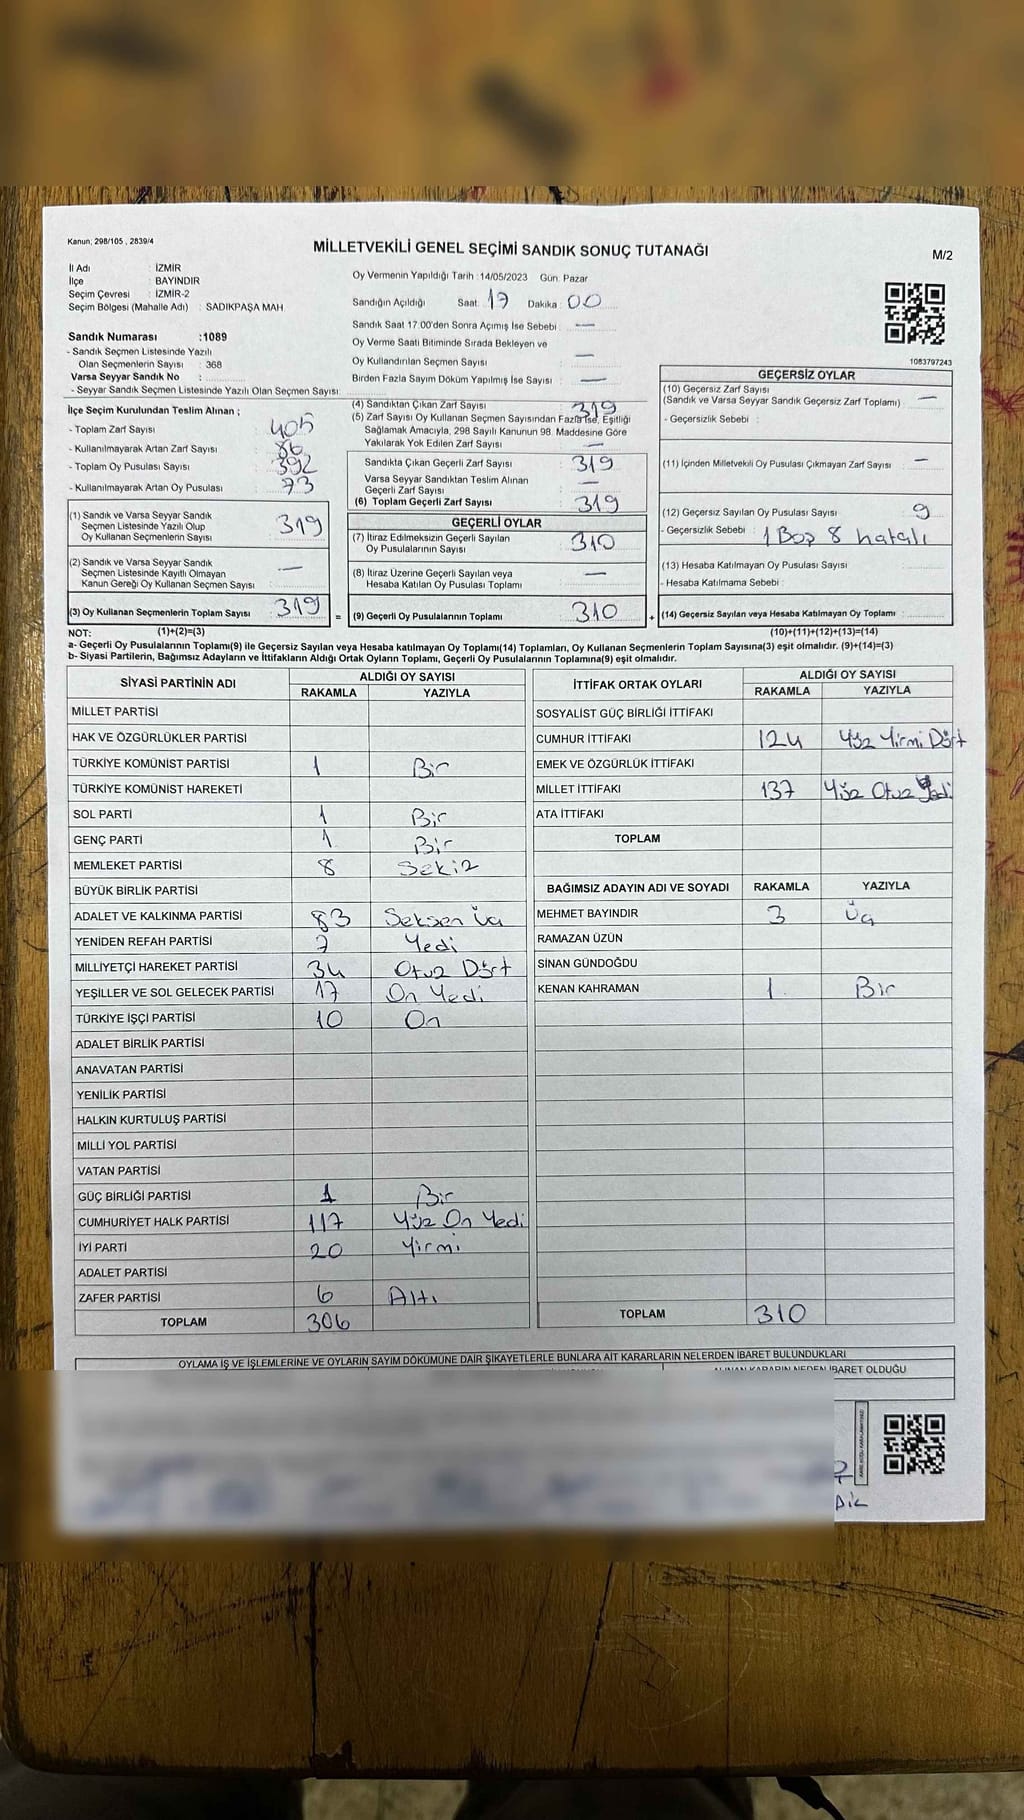 Kanun; 298/105 , 2839/4
MİLLETVEKİLİ GENEL SEÇİMİ SANDIK SONUÇ TUTANAĞI
M/2
İl Adı : İZMİR
İlçe : BAYINDIR
Seçim Çevresi : İZMİR-2
Seçim Bölgesi (Mahalle Adı) : SADIKPAŞA MAH
Sandık Numarası :1089
- Sandık Seçmen Listesinde Yazılı
Olan Seçmenlerin Sayısı : 368
Varsa Seyyar Sandık No :
- Seyyar Sandık Seçmen Listesinde Yazılı Olan Seçmen Sayısı:
Oy Vermenin Yapıldığı Tarih :14/05/2023 Gün: Pazar
Sandığın Açıldığı Saat: 17 Dakika: 00
Sandık Saat 17.00'den Sonra Açımış İse Sebebi : —
Oy Verme Saati Bitiminde Sırada Bekleyen ve
Oy Kullandırılan Seçmen Sayısı : —
Birden Fazla Sayım Döküm Yapılmış İse Sayısı : —
1083797243
İlçe Seçim Kurulundan Teslim Alınan ;
- Toplam Zarf Sayısı : 405
- Kullanılmayarak Artan Zarf Sayısı : 86
- Toplam Oy Pusulası Sayısı : 392
- Kullanılmayarak Artan Oy Pusulası : 73
(1) Sandık ve Varsa Seyyar Sandık
Seçmen Listesinde Yazılı Olup
Oy Kullanan Seçmenlerin Sayısı : 319
(2) Sandık ve Varsa Seyyar Sandık
Seçmen Listesinde Kayıtlı Olmayan
Kanun Gereği Oy Kullanan Seçmen Sayısı : —
(3) Oy Kullanan Seçmenlerin Toplam Sayısı 319 =
(4) Sandıktan Çıkan Zarf Sayısı : 319
(5) Zarf Sayısı Oy Kullanan Seçmen Sayısından Fazla İse, Eşitliği
Sağlamak Amacıyla, 298 Sayılı Kanunun 98. Maddesine Göre
Yakılarak Yok Edilen Zarf Sayısı : —
Sandıkta Çıkan Geçerli Zarf Sayısı : 319
Varsa Seyyar Sandıktan Teslim Alınan
Geçerli Zarf Sayısı : —
(6) Toplam Geçerli Zarf Sayısı : 319
GEÇERLİ OYLAR
(7) İtiraz Edilmeksizin Geçerli Sayılan
Oy Pusulalarının Sayısı : 310
(8) İtiraz Üzerine Geçerli Sayılan veya
Hesaba Katılan Oy Pusulası Toplamı : —
(9) Geçerli Oy Pusulalarının Toplamı : 310 +
GEÇERSİZ OYLAR
(10) Geçersiz Zarf Sayısı
(Sandık ve Varsa Seyyar Sandık Geçersiz Zarf Toplamı) : —
- Geçersizlik Sebebi :
(11) İçinden Milletvekili Oy Pusulası Çıkmayan Zarf Sayısı : —
(12) Geçersiz Sayılan Oy Pusulası Sayısı : 9
- Geçersizlik Sebebi : 1 Boş 8 hatalı
(13) Hesaba Katılmayan Oy Pusulası Sayısı :
- Hesaba Katılmama Sebebi :
(14) Geçersiz Sayılan veya Hesaba Katılmayan Oy Toplamı :
NOT: (1)+(2)=(3) (10)+(11)+(12)+(13)=(14)
a- Geçerli Oy Pusulalarının Toplamı(9) ile Geçersiz Sayılan veya Hesaba katılmayan Oy Toplamı(14) Toplamları, Oy Kullanan Seçmenlerin Toplam Sayısına(3) eşit olmalıdır. (9)+(14)=(3)
b- Siyasi Partilerin, Bağımsız Adayların ve İttifakların Aldığı Ortak Oyların Toplamı, Geçerli Oy Pusulalarının Toplamına(9) eşit olmalıdır.
SİYASİ PARTİNİN ADI ALDIĞI OY SAYISI
RAKAMLA YAZIYLA
MİLLET PARTİSİ
HAK VE ÖZGÜRLÜKLER PARTİSİ
TÜRKİYE KOMÜNİST PARTİSİ 1 Bir
TÜRKİYE KOMÜNİST HAREKETİ
SOL PARTİ 1 Bir
GENÇ PARTİ 1 Bir
MEMLEKET PARTİSİ 8 Sekiz
BÜYÜK BİRLİK PARTİSİ
ADALET VE KALKINMA PARTİSİ 83 Seksen Üç
YENİDEN REFAH PARTİSİ 7 Yedi
MİLLİYETÇİ HAREKET PARTİSİ 34 Otuz Dört
YEŞİLLER VE SOL GELECEK PARTİSİ 17 On Yedi
TÜRKİYE İŞÇİ PARTİSİ 10 On
ADALET BİRLİK PARTİSİ
ANAVATAN PARTİSİ
YENİLİK PARTİSİ
HALKIN KURTULUŞ PARTİSİ
MİLLİ YOL PARTİSİ
VATAN PARTİSİ
GÜÇ BİRLİĞİ PARTİSİ 1 Bir
CUMHURİYET HALK PARTİSİ 117 Yüz On Yedi
İYİ PARTİ 20 Yirmi
ADALET PARTİSİ
ZAFER PARTİSİ 6 Altı
TOPLAM 306
İTTİFAK ORTAK OYLARI ALDIĞI OY SAYISI
RAKAMLA YAZIYLA
SOSYALİST GÜÇ BİRLİĞİ İTTİFAKI
CUMHUR İTTİFAKI 124 Yüz Yirmi Dört
EMEK VE ÖZGÜRLÜK İTTİFAKI
MİLLET İTTİFAKI 137 Yüz Otuz Yedi
ATA İTTİFAKI
TOPLAM
BAĞIMSIZ ADAYIN ADI VE SOYADI RAKAMLA YAZIYLA
MEHMET BAYINDIR 3 Üç
RAMAZAN ÜZÜN
SİNAN GÜNDOĞDU
KENAN KAHRAMAN 1 Bir
TOPLAM 310
OYLAMA İŞ VE İŞLEMLERİNE VE OYLARIN SAYIM DÖKÜMÜNE DAİR ŞİKAYETLERLE BUNLARA AİT KARARLARIN NELERDEN İBARET BULUNDUKLARI
ALINAN KARARIN NEDEN İBARET OLDUĞU